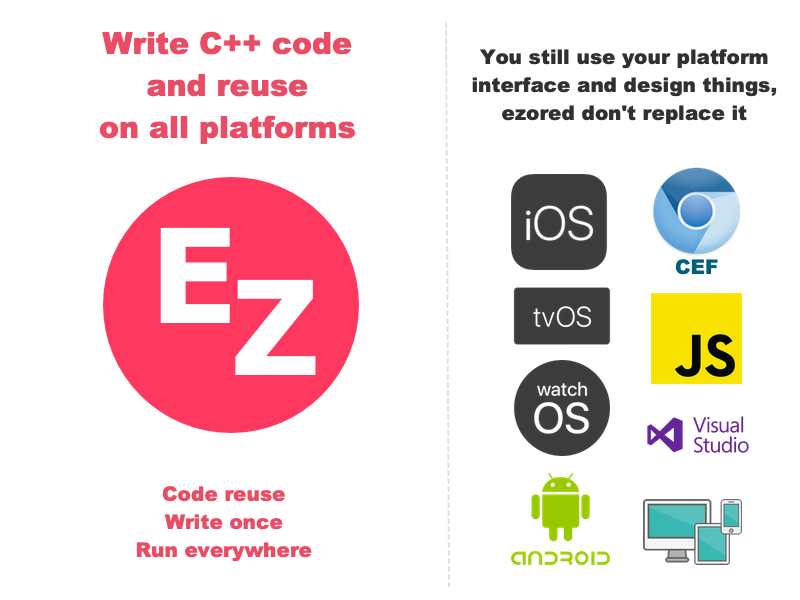 Write C++ code
and reuse
on all platforms
EZ
Code reuse
Write once
Run everywhere
You still use your platform
interface and design things,
ezored don't replace it
iOS
CEF
tvOS
JS
watch
OS
Visual
Studio
ANDROID